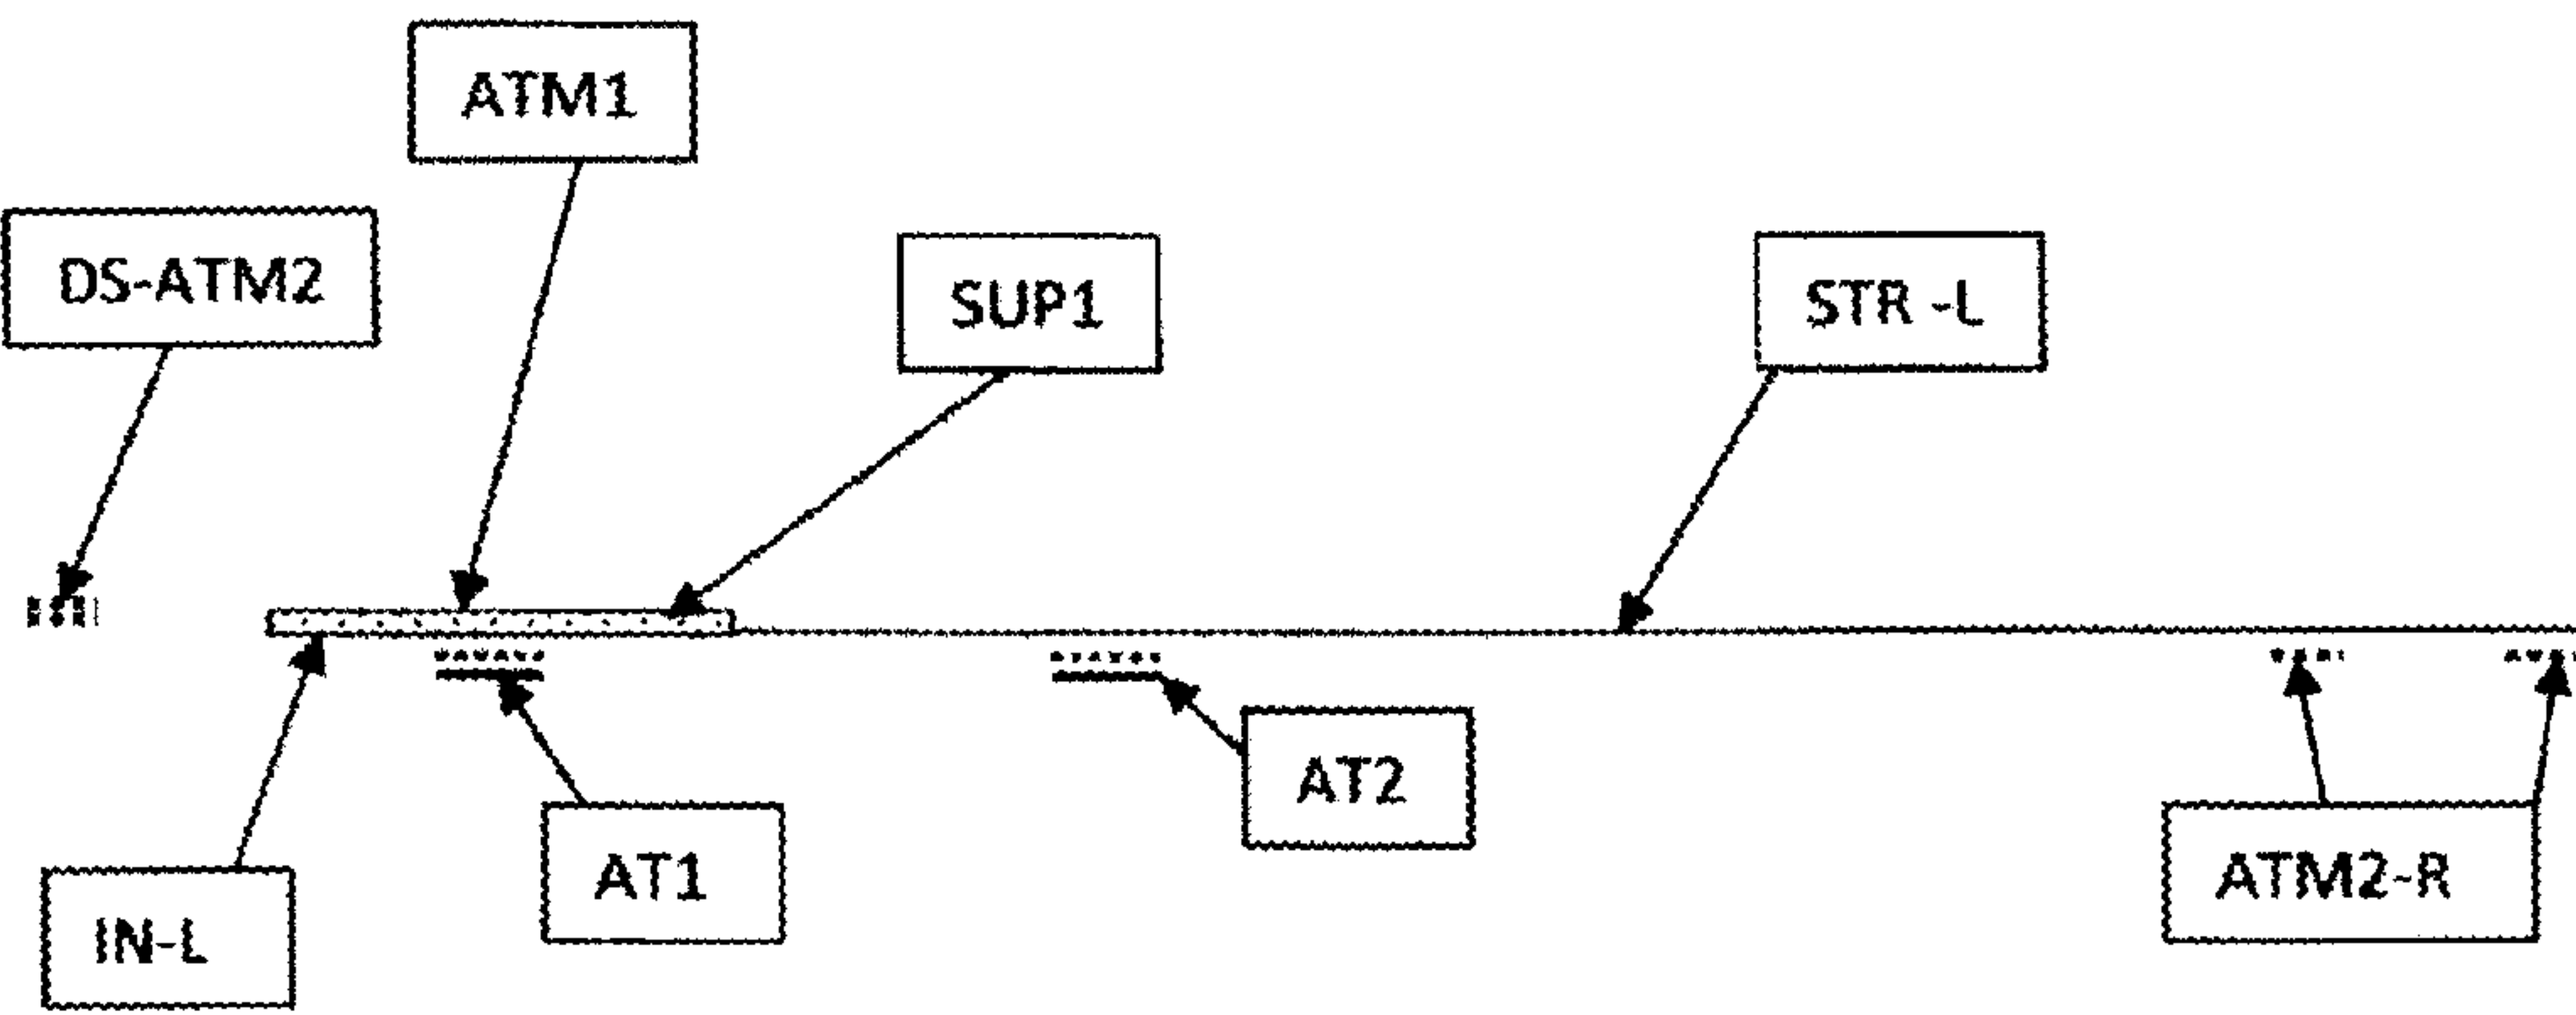 ATM1
DS-ATM2
SUP1
STR -L
AT2
AT1
ATM2-R
IN-L